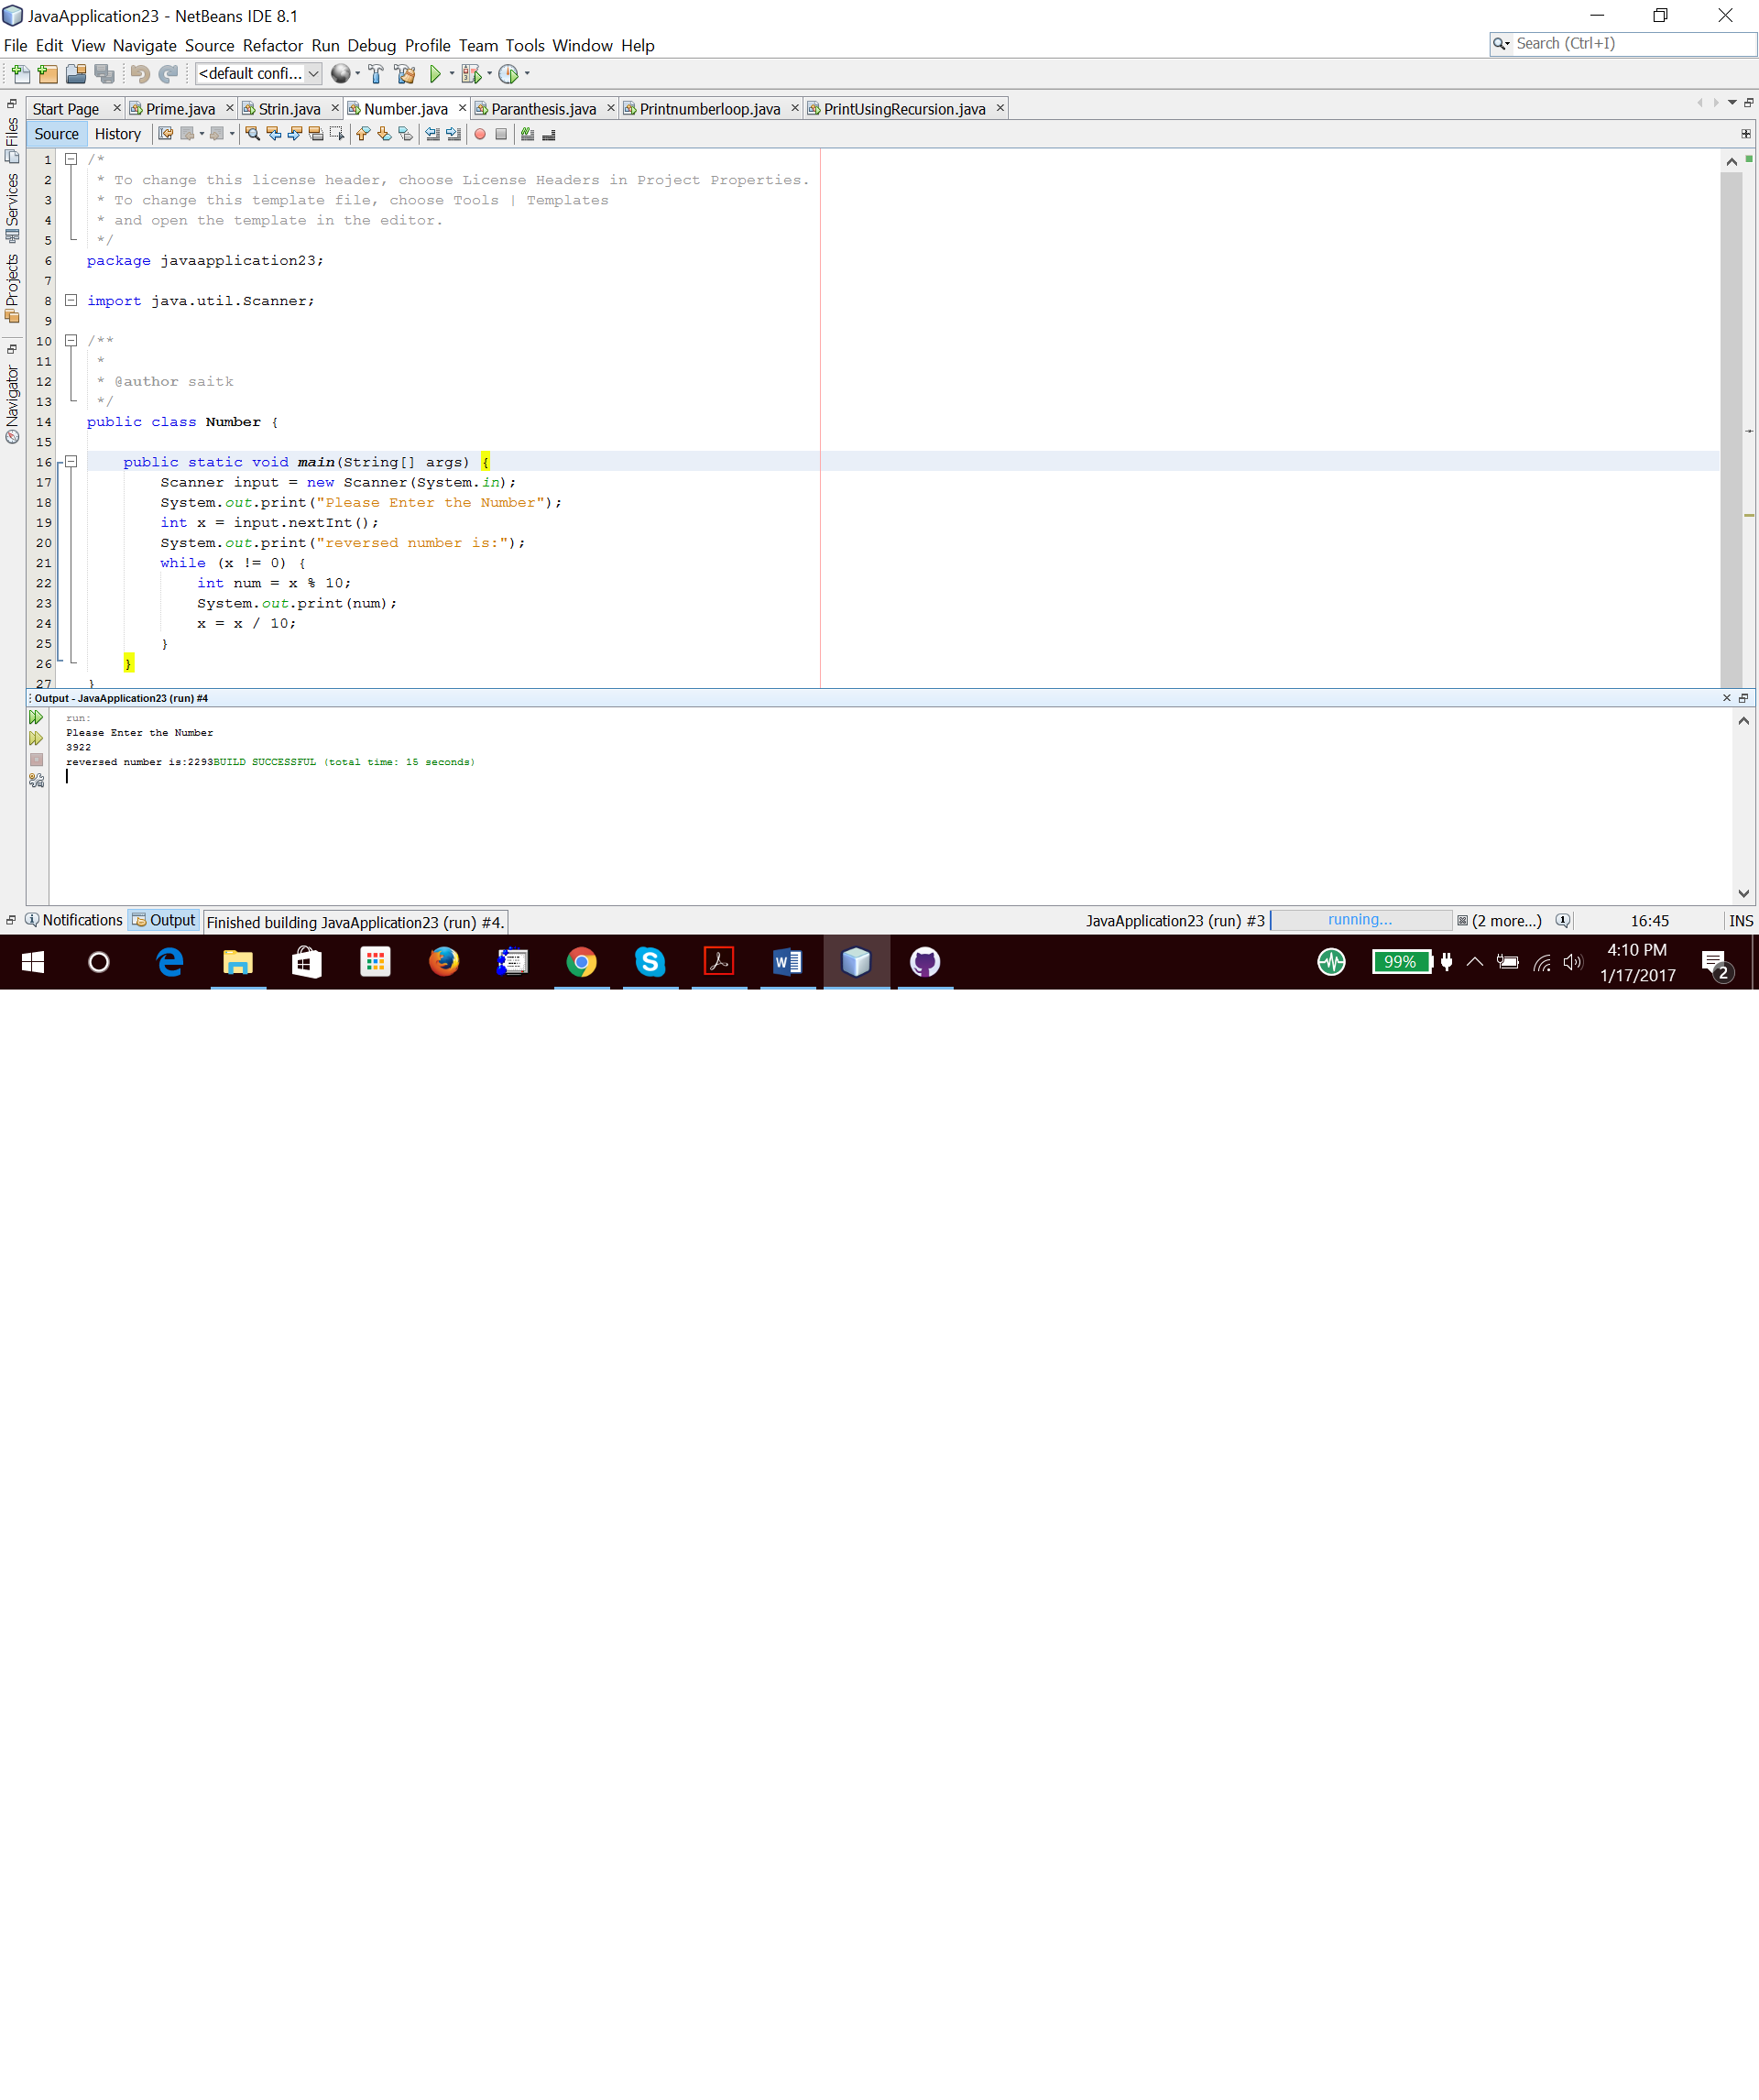 JavaApplication23 - NetBeans IDE 8.1
File Edit View Navigate Source Refactor Run Debug Profile Team Tools Window Help
Search (Ctrl+I)
<default confi...
Start Page Prime.java Strin.java Number.java Paranthesis.java Printnumberloop.java PrintUsingRecursion.java
Source History
Files
Services
Projects
Navigator
1 /*
2 * To change this license header, choose License Headers in Project Properties.
3 * To change this template file, choose Tools | Templates
4 * and open the template in the editor.
5 */
6 package javaapplication23;
7
8 import java.util.Scanner;
9
10 /**
11 *
12 * @author saitk
13 */
14 public class Number {
15
16 public static void main(String[] args) {
17 Scanner input = new Scanner(System.in);
18 System.out.print("Please Enter the Number");
19 int x = input.nextInt();
20 System.out.print("reversed number is:");
21 while (x != 0) {
22 int num = x % 10;
23 System.out.print(num);
24 x = x / 10;
25 }
26 }
27 }
Output - JavaApplication23 (run) #4
run:
Please Enter the Number
3922
reversed number is:2293BUILD SUCCESSFUL (total time: 15 seconds)
Notifications Output Finished building JavaApplication23 (run) #4. JavaApplication23 (run) #3 running... (2 more...) 16:45 INS
99% 4:10 PM
1/17/2017 2